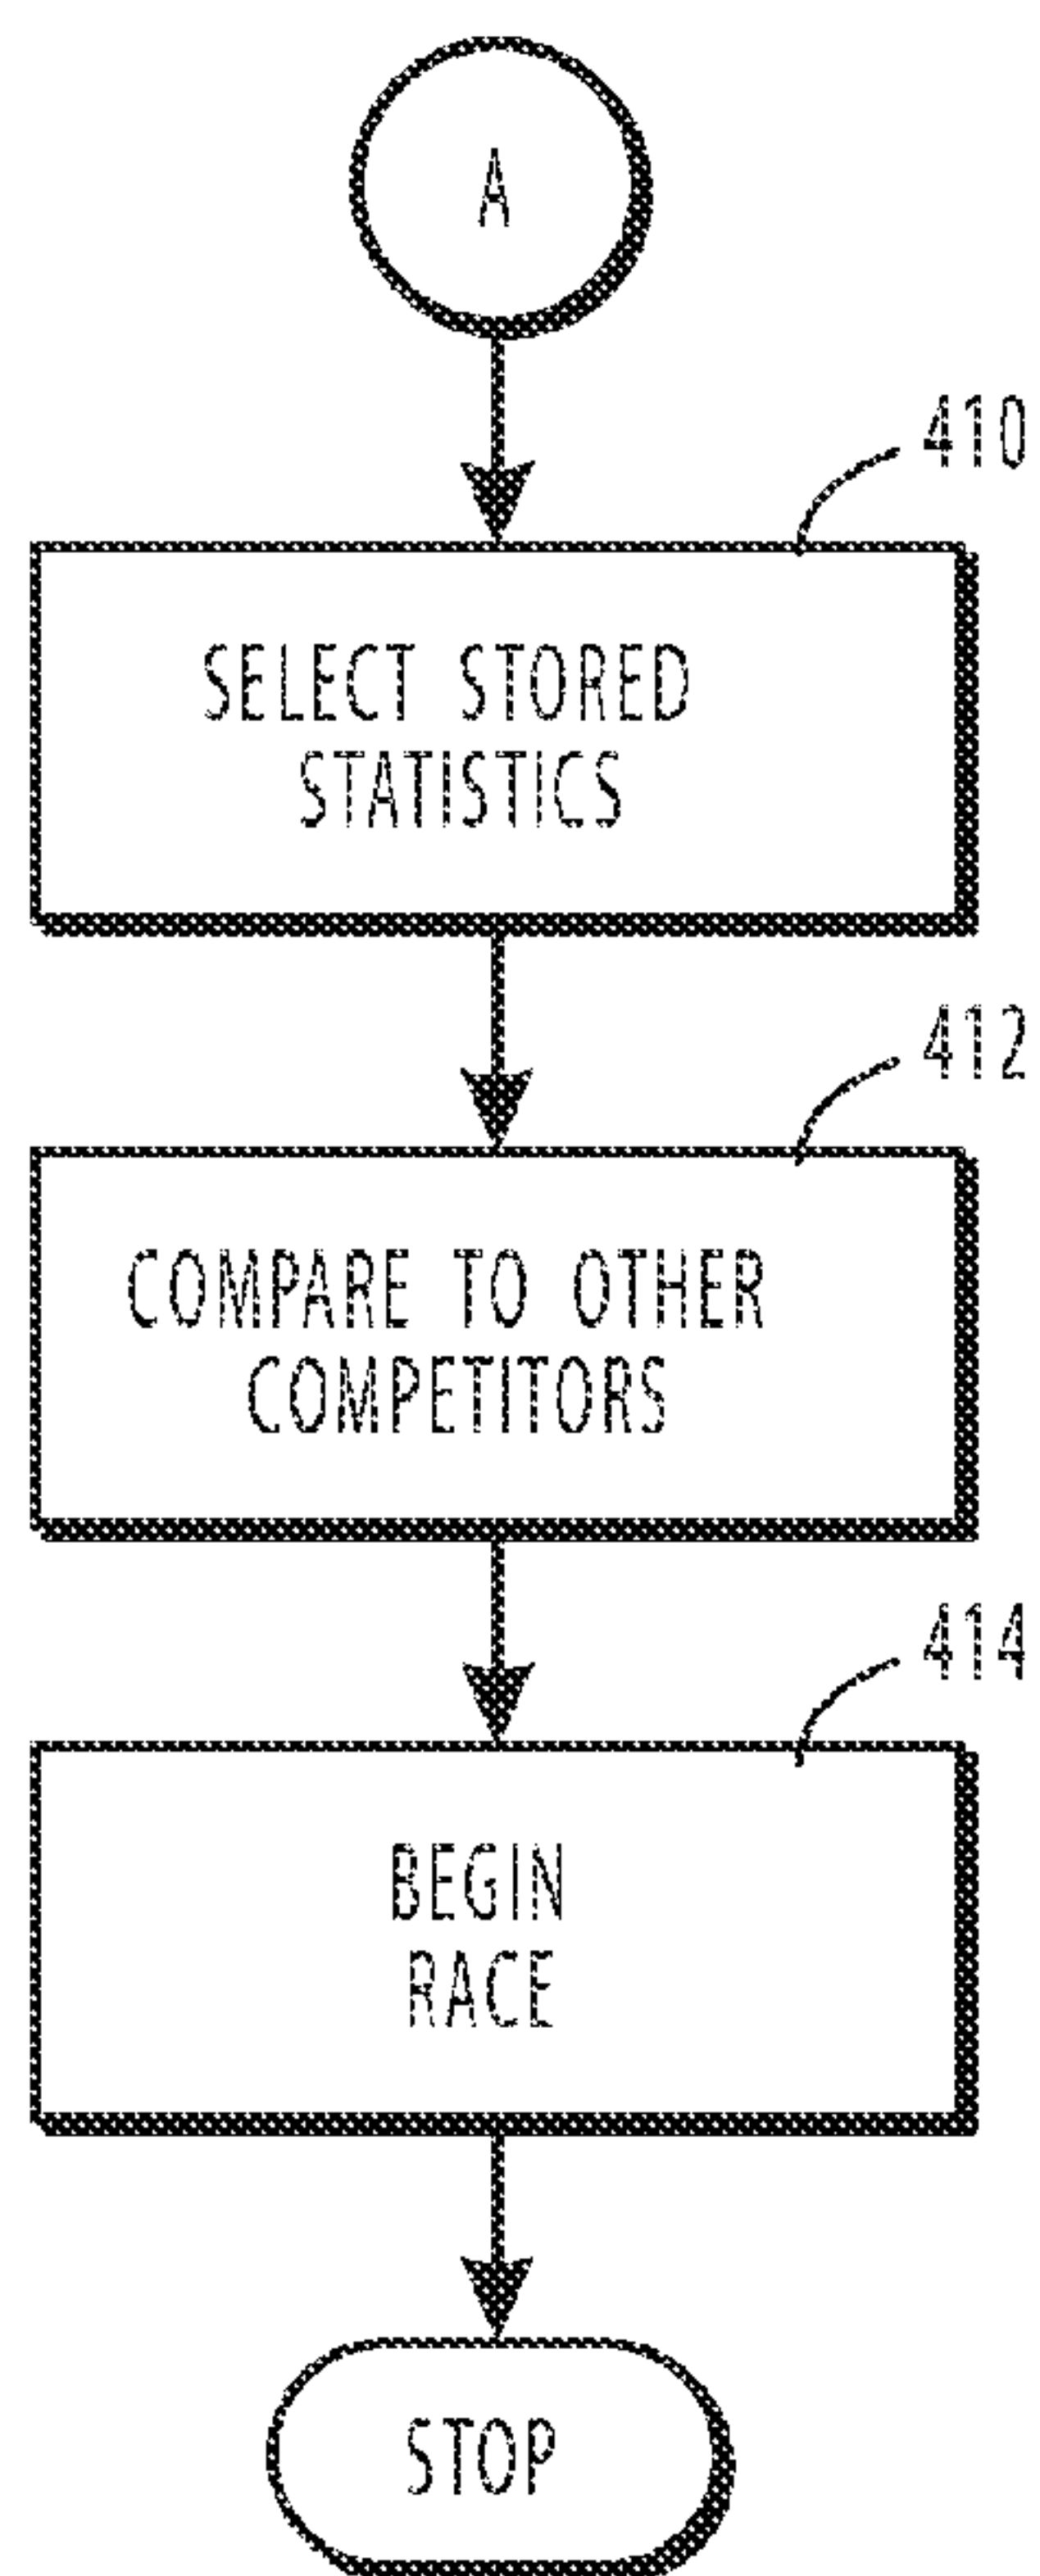 A
410
SELECT STORED
STATISTICS
412
COMPARE TO OTHER
COMPETITORS
414
BEGIN
RACE
STOP